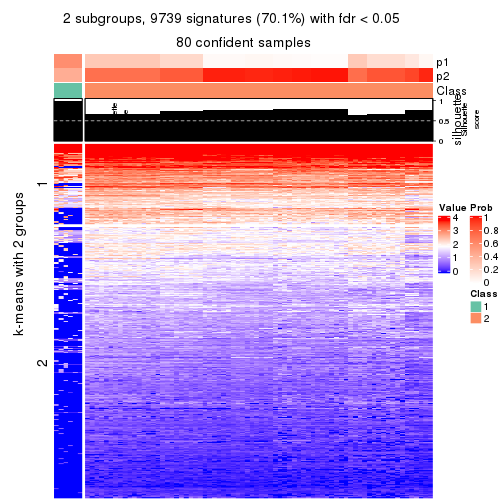 2 subgroups, 9739 signatures (70.1%) with fdr < 0.05
80 confident samples
p1
p2
Class
1
0.5
0
silhouette
Silhouette
score
k-means with 2 groups
1
2
Value
4
3
2
1
0
Prob
1
0.8
0.6
0.4
0.2
0
Class
1
2